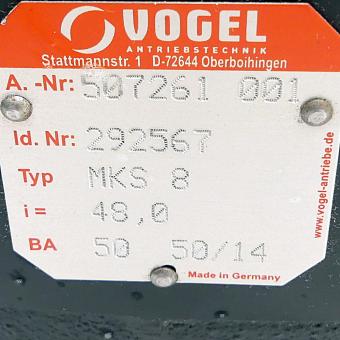 VOGEL
ANTRIEBSTECHNIK
Stattmannstr. 1 D-72644 Oberboihingen
A. -Nr: 507261 001
Id. Nr: 292567
Typ MKS 8
i = 48,0
BA 50 50/14
Made in Germany
www.vogel-antriebe.de